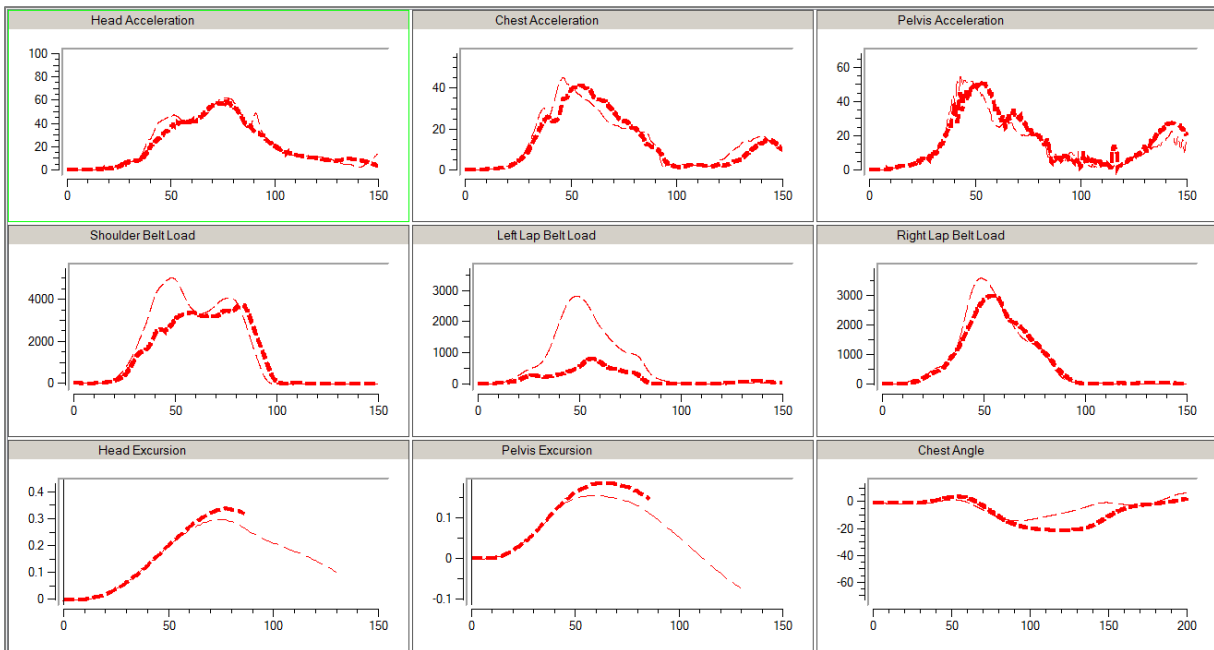 Head Acceleration
100
80
60
40
20
0
0 50 100 150
Chest Acceleration
40
20
0
0 50 100 150
Pelvis Acceleration
60
40
20
0
0 50 100 150
Shoulder Belt Load
4000
2000
0
0 50 100 150
Left Lap Belt Load
3000
2000
1000
0
0 50 100 150
Right Lap Belt Load
3000
2000
1000
0
0 50 100 150
Head Excursion
0.4
0.3
0.2
0.1
0
0 50 100 150
Pelvis Excursion
0.1
0
-0.1
0 50 100 150
Chest Angle
0
-20
-40
-60
0 50 100 150 200